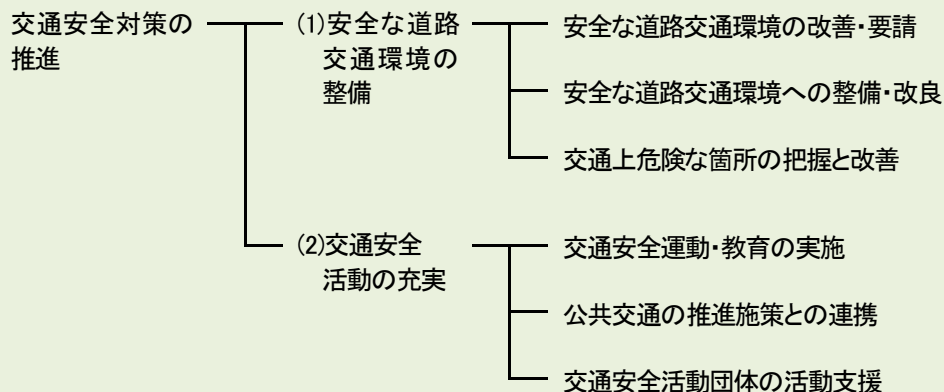 交通安全対策の
推進
(1)安全な道路
交通環境の
整備
安全な道路交通環境の改善・要請
安全な道路交通環境への整備・改良
交通上危険な箇所の把握と改善
(2)交通安全
活動の充実
交通安全運動・教育の実施
公共交通の推進施策との連携
交通安全活動団体の活動支援